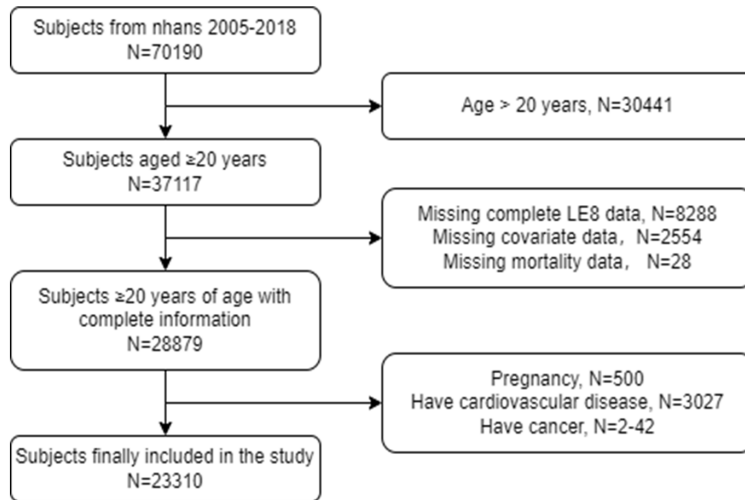 Subjects from nhans 2005-2018
N=70190
Age > 20 years, N=30441
Subjects aged ≥20 years
N=37117
Missing complete LE8 data, N=8288
Missing covariate data, N=2554
Missing mortality data, N=28
Subjects ≥20 years of age with
complete information
N=28879
Pregnancy, N=500
Have cardiovascular disease, N=3027
Have cancer, N=2-42
Subjects finally included in the study
N=23310